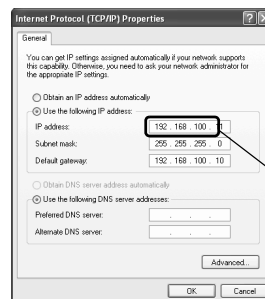 Internet Protocol (TCP/IP) Properties
General
You can get IP settings assigned automatically if your network supports
this capability. Otherwise, you need to ask your network administrator for
the appropriate IP settings.
Obtain an IP address automatically
Use the following IP address:
IP address: 192 . 168 . 100 . 11
Subnet mask: 255 . 255 . 255 . 0
Default gateway: 192 . 168 . 100 . 10
Obtain DNS server address automatically
Use the following DNS server addresses:
Preferred DNS server: . . .
Alternate DNS server: . . .
Advanced...
OK Cancel